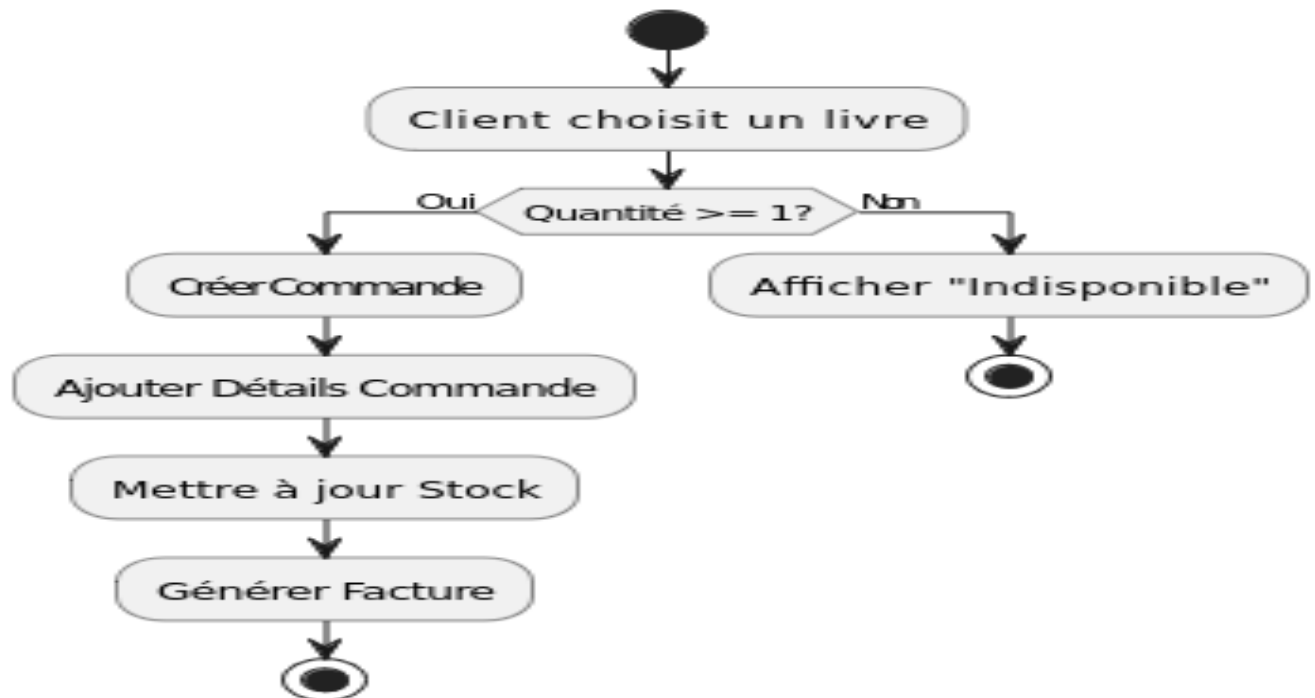 Client choisit un livre
Oui
Quantité >= 1?
Non
Créer Commande
Afficher "Indisponible"
Ajouter Détails Commande
Mettre à jour Stock
Générer Facture